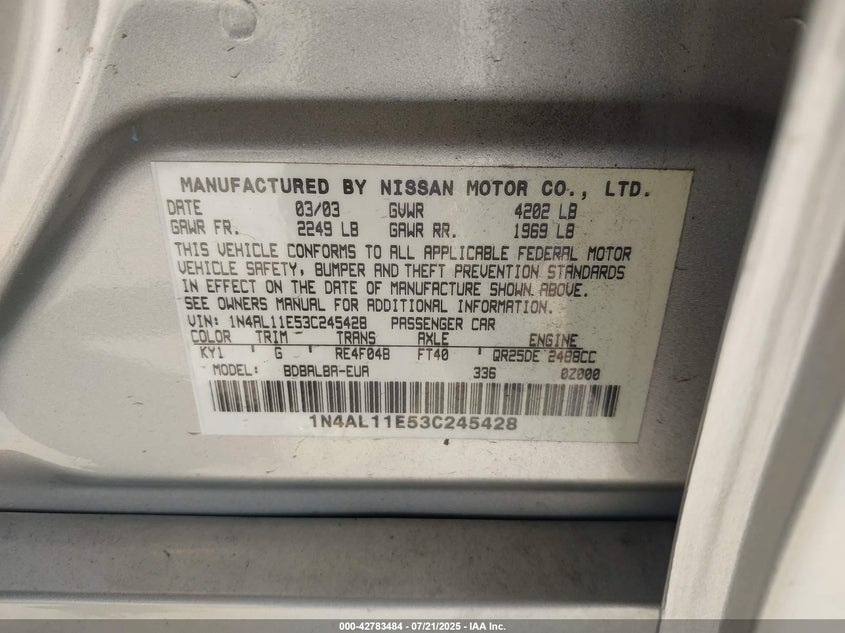 MANUFACTURED BY NISSAN MOTOR CO., LTD.
DATE 03/03 GVWR 4202 LB
GAWR FR. 2249 LB GAWR RR. 1969 LB
THIS VEHICLE CONFORMS TO ALL APPLICABLE FEDERAL MOTOR
VEHICLE SAFETY, BUMPER AND THEFT PREVENTION STANDARDS
IN EFFECT ON THE DATE OF MANUFACTURE SHOWN ABOVE.
SEE OWNERS MANUAL FOR ADDITIONAL INFORMATION.
VIN: 1N4AL11E53C245428 PASSENGER CAR
COLOR TRIM TRANS AXLE ENGINE
KY1 G RE4F04B FT40 QR25DE 2488CC
MODEL: BDBALBA-EUA 336 0Z000
1N4AL11E53C245428
000-42783484 - 07/21/2025 - IAA Inc.